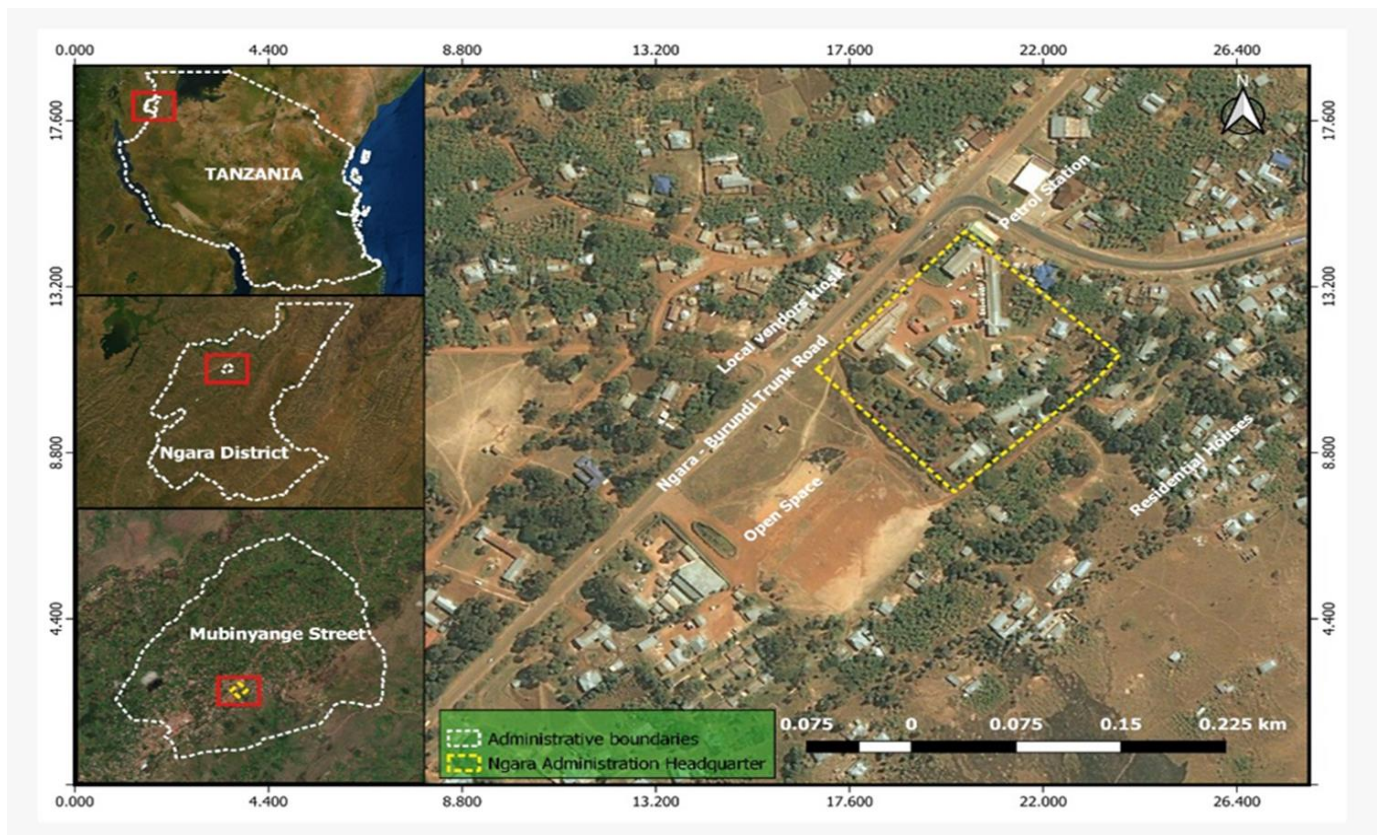 0.000 4.400 8.800 13.200 17.600 22.000 26.400
17.600
13.200
8.800
4.400
TANZANIA
Ngara District
Mubinyange Street
N
Petrol Station
Local vendors kiosk
Ngara - Burundi Trunk Road
Open Space
Residential Houses
Administrative boundaries
Ngara Administration Headquarter
0.075 0 0.075 0.15 0.225 km
17.600
13.200
8.800
4.400
0.000 4.400 8.800 13.200 17.600 22.000 26.400